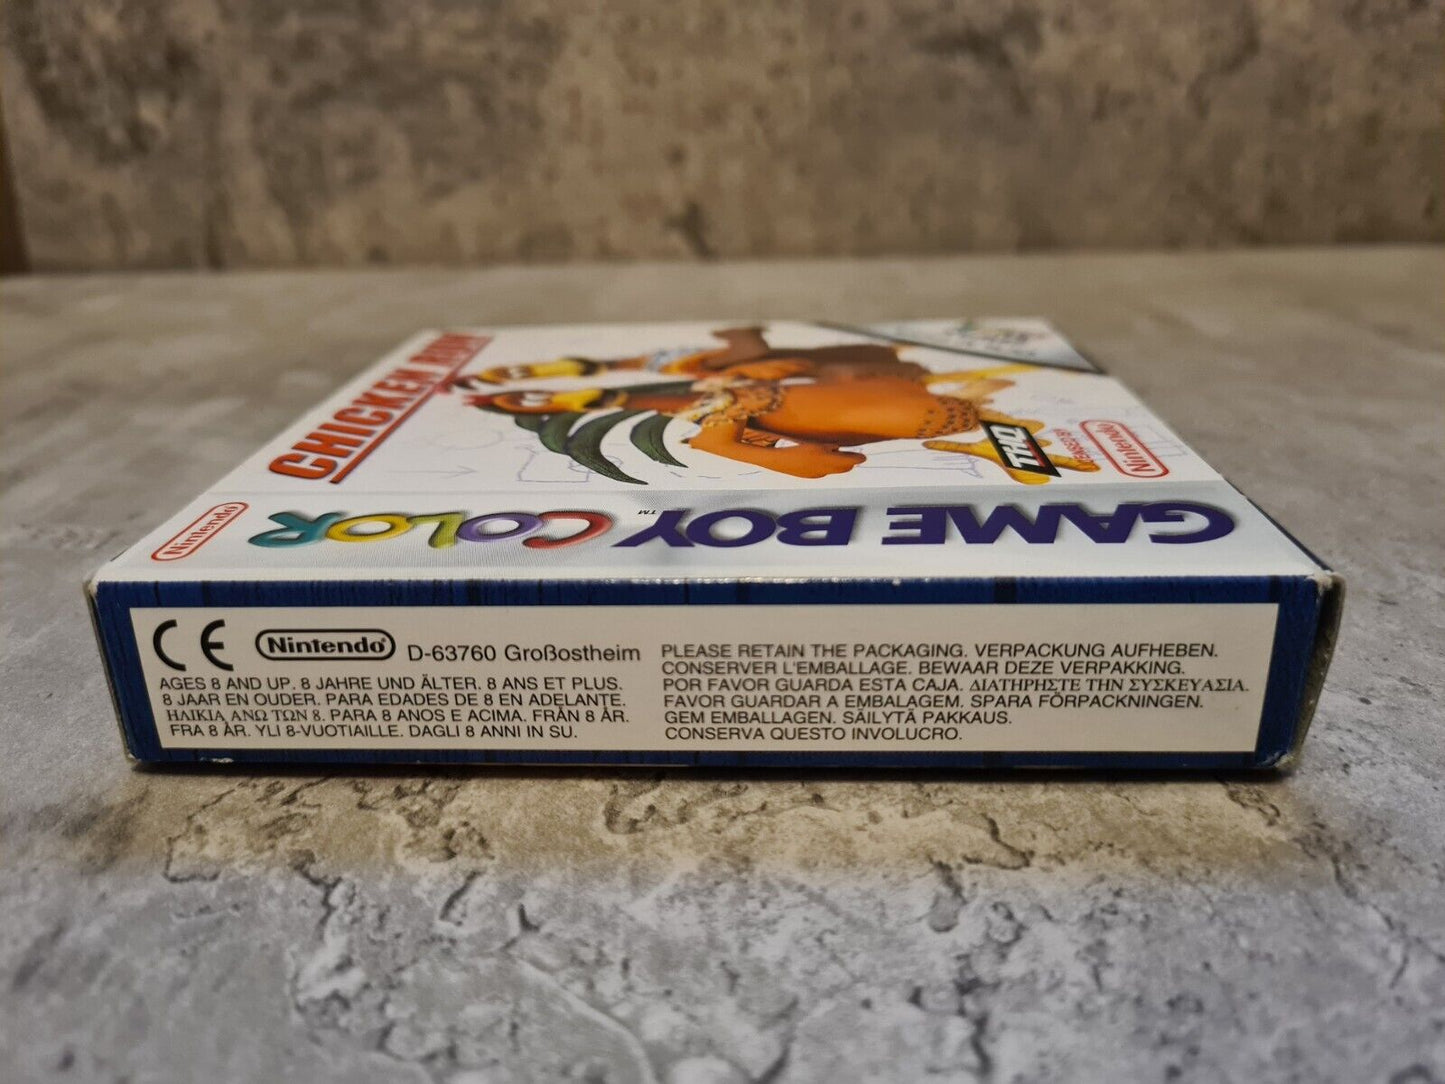 CHICKEN RUN
THQ
LICENSED BY
Nintendo
Nintendo
GAME BOY COLOR
™
CE Nintendo® D-63760 Großostheim
AGES 8 AND UP. 8 JAHRE UND ÄLTER. 8 ANS ET PLUS.
8 JAAR EN OUDER. PARA EDADES DE 8 EN ADELANTE.
ΗΛΙΚΙΑ ΑΝΩ ΤΩΝ 8. PARA 8 ANOS E ACIMA. FRÅN 8 ÅR.
FRA 8 ÅR. YLI 8-VUOTIAILLE. DAGLI 8 ANNI IN SU.
PLEASE RETAIN THE PACKAGING. VERPACKUNG AUFHEBEN.
CONSERVER L'EMBALLAGE. BEWAAR DEZE VERPAKKING.
POR FAVOR GUARDA ESTA CAJA. ΔΙΑΤΗΡΗΣΤΕ ΤΗΝ ΣΥΣΚΕΥΑΣΙΑ.
FAVOR GUARDAR A EMBALAGEM. SPARA FÖRPACKNINGEN.
GEM EMBALLAGEN. SÄILYTÄ PAKKAUS.
CONSERVA QUESTO INVOLUCRO.